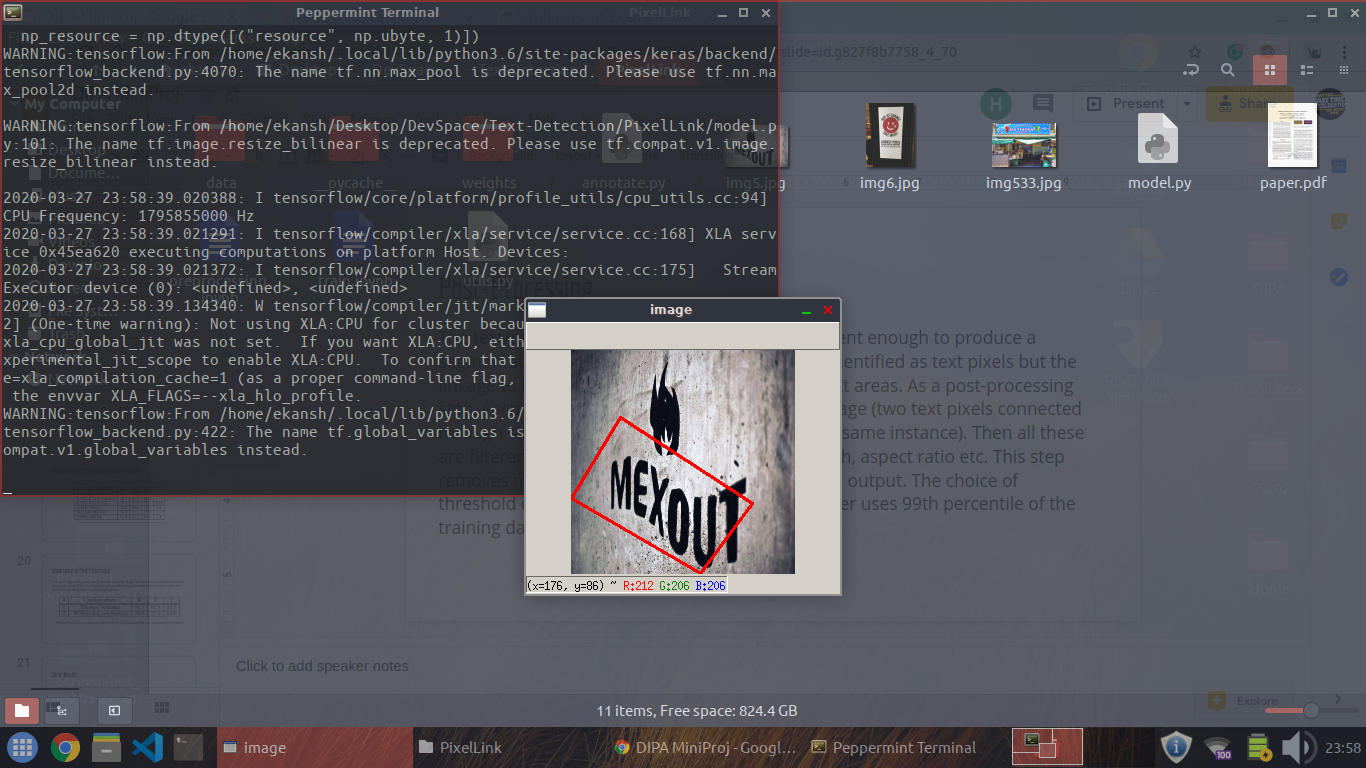 Peppermint Terminal
PixelLink
np_resource = np.dtype([("resource", np.ubyte, 1)])
WARNING:tensorflow:From /home/ekansh/.local/lib/python3.6/site-packages/keras/backend/
tensorflow_backend.py:4070: The name tf.nn.max_pool is deprecated. Please use tf.nn.ma
x_pool2d instead.
WARNING:tensorflow:From /home/ekansh/Desktop/DevSpace/Text-Detection/PixelLink/model.p
y:101: The name tf.image.resize_bilinear is deprecated. Please use tf.compat.v1.image.
resize_bilinear instead.
2020-03-27 23:58:39.020388: I tensorflow/core/platform/profile_utils/cpu_utils.cc:94]
CPU Frequency: 1795855000 Hz
2020-03-27 23:58:39.021291: I tensorflow/compiler/xla/service/service.cc:168] XLA serv
ice 0x45ea620 executing computations on platform Host. Devices:
2020-03-27 23:58:39.021372: I tensorflow/compiler/xla/service/service.cc:175]   Stream
Executor device (0): <undefined>, <undefined>
2020-03-27 23:58:39.134340: W tensorflow/compiler/jit/mark
2] (One-time warning): Not using XLA:CPU for cluster becau
xla_cpu_global_jit was not set.  If you want XLA:CPU, eith
xperimental_jit_scope to enable XLA:CPU.  To confirm that
e=xla_compilation_cache=1 (as a proper command-line flag,
the envvar XLA_FLAGS=--xla_hlo_profile.
WARNING:tensorflow:From /home/ekansh/.local/lib/python3.6/
tensorflow_backend.py:422: The name tf.global_variables is
ompat.v1.global_variables instead.
My Computer
data
__pycache__
weights
annotate.py
img5.jpg
img6.jpg
img533.jpg
model.py
paper.pdf
utils.py
slide=id.g827f8b7758_4_70
H
Present
Share
Post-Processing
ent enough to produce a
entified as text pixels but the
t areas. As a post-processing
age (two text pixels connected
same instance). Then all these
are filtere
h, aspect ratio etc. This step
removes
output. The choice of
threshold
er uses 99th percentile of the
training da
image
MEXOUT
(x=176, y=86) ~ R:212 G:206 B:206
Drive
DIPA
Home
20
21
Click to add speaker notes
Explore
11 items, Free space: 824.4 GB
image
PixelLink
DIPA MiniProj - Googl...
Peppermint Terminal
100
23:58